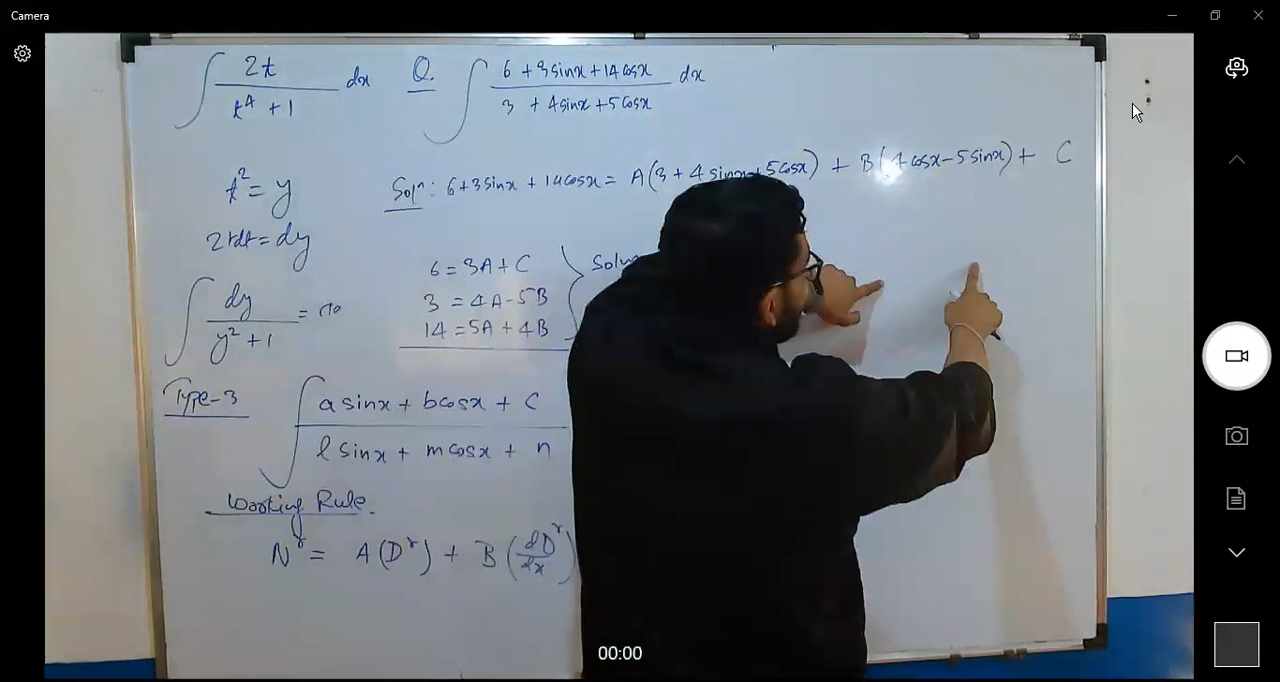 Camera
∫ 2t / (t⁴ + 1) dx
Q. ∫ (6 + 3sinx + 14cosx) / (3 + 4sinx + 5cosx) dx
t² = y
Solⁿ: 6+3sinx + 14cosx = A(3 + 4 sinx + 5cosx) + B(4cosx - 5sinx) + C
2tdt = dy
6 = 3A + C
3 = 4A - 5B
14 = 5A + 4B
∫ dy / (y² + 1) =
Type-3
∫ (a sinx + b cosx + c) / (l sinx + m cosx + n)
Working Rule.
Nʳ = A(Dʳ) + B(dDʳ/dx)
00:00